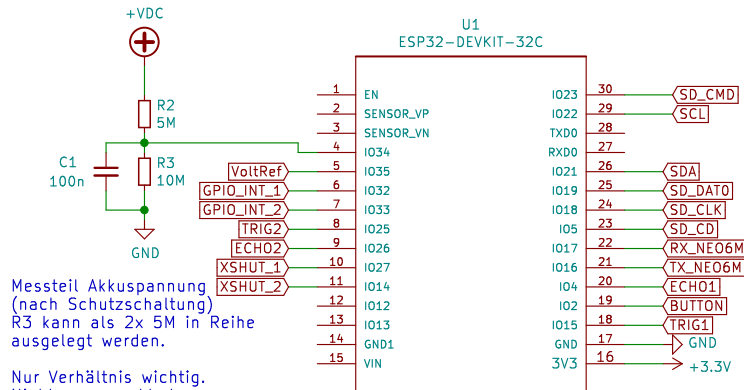 +VDC
U1
ESP32-DEVKIT-32C
R2
5M
C1
100n
R3
10M
GND
1 EN
2 SENSOR_VP
3 SENSOR_VN
4 IO34
VoltRef 5 IO35
GPIO_INT_1 6 IO32
GPIO_INT_2 7 IO33
TRIG2 8 IO25
ECHO2 9 IO26
XSHUT_1 10 IO27
XSHUT_2 11 IO14
12 IO12
13 IO13
14 GND1
15 VIN
IO23 30 SD_CMD
IO22 29 SCL
TXD0 28
RXD0 27
IO21 26 SDA
IO19 25 SD_DAT0
IO18 24 SD_CLK
IO5 23 SD_CD
IO17 22 RX_NEO6M
IO16 21 TX_NEO6M
IO4 20 ECHO1
IO2 19 BUTTON
IO15 18 TRIG1
GND 17 GND
3V3 16 +3.3V
Messteil Akkuspannung
(nach Schutzschaltung)
R3 kann als 2x 5M in Reihe
ausgelegt werden.
Nur Verhältnis wichtig.